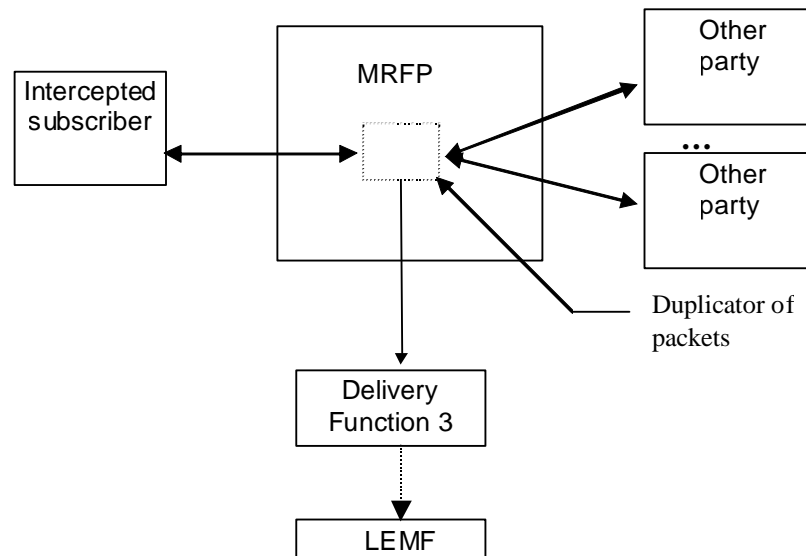 Other
party
MRFP
Intercepted
subscriber
...
Other
party
Duplicator of
packets
Delivery
Function 3
LEMF